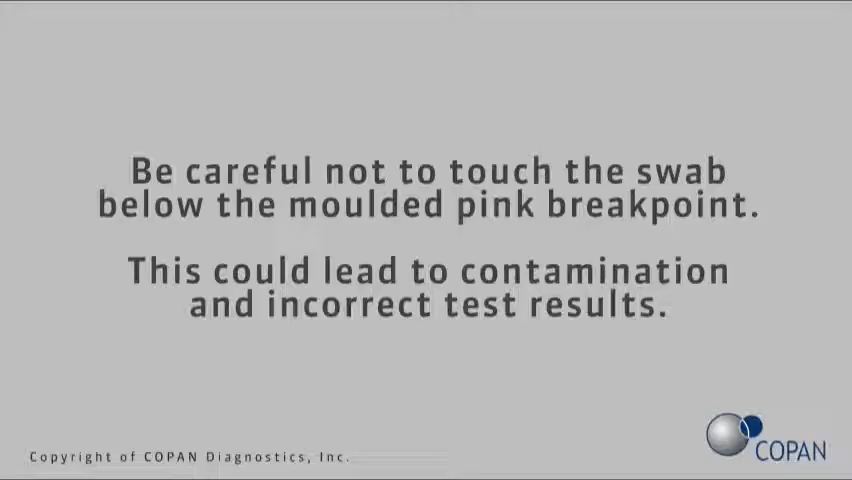 Be careful not to touch the swab
below the moulded pink breakpoint.
This could lead to contamination
and incorrect test results.
Copyright of COPAN Diagnostics, Inc.
COPAN